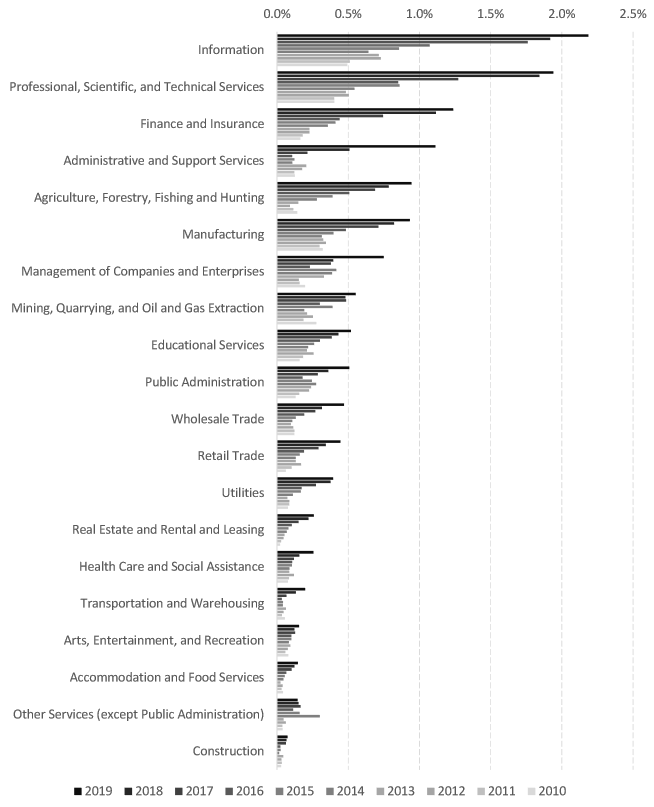 0.0% 0.5% 1.0% 1.5% 2.0% 2.5%
Information
Professional, Scientific, and Technical Services
Finance and Insurance
Administrative and Support Services
Agriculture, Forestry, Fishing and Hunting
Manufacturing
Management of Companies and Enterprises
Mining, Quarrying, and Oil and Gas Extraction
Educational Services
Public Administration
Wholesale Trade
Retail Trade
Utilities
Real Estate and Rental and Leasing
Health Care and Social Assistance
Transportation and Warehousing
Arts, Entertainment, and Recreation
Accommodation and Food Services
Other Services (except Public Administration)
Construction
2019 2018 2017 2016 2015 2014 2013 2012 2011 2010